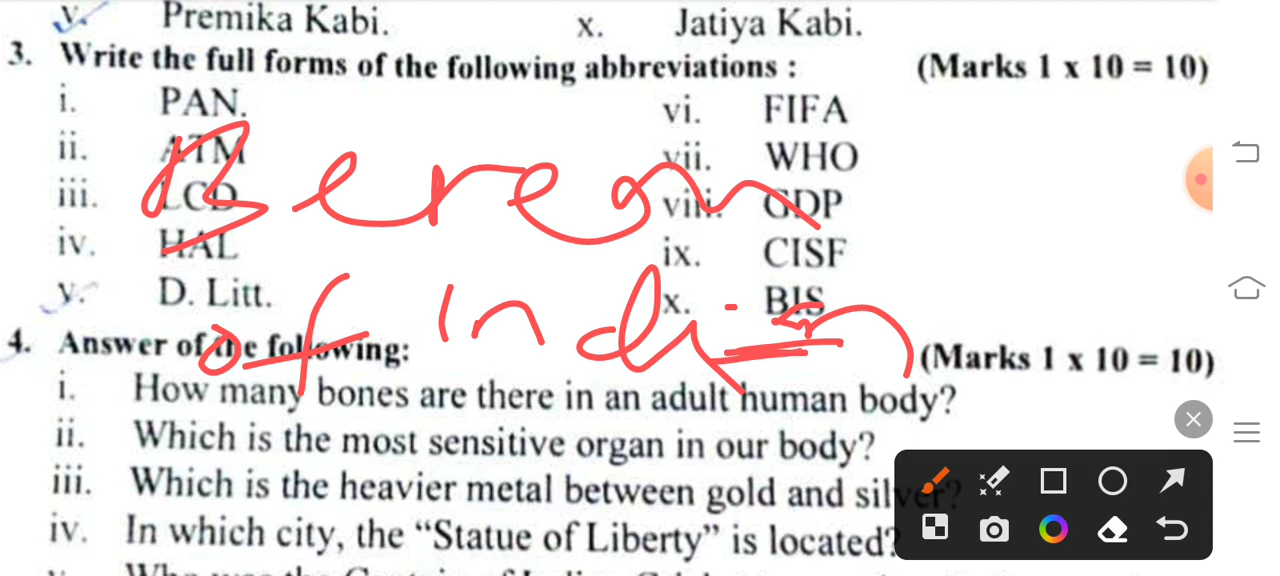 v. Premika Kabi. x. Jatiya Kabi.
3. Write the full forms of the following abbreviations : (Marks 1 x 10 = 10)
i. PAN. vi. FIFA
ii. ATM vii. WHO
iii. LCD viii. GDP
iv. HAL ix. CISF
v. D. Litt. x. BIS
of india
4. Answer of the following: (Marks 1 x 10 = 10)
i. How many bones are there in an adult human body?
ii. Which is the most sensitive organ in our body?
iii. Which is the heavier metal between gold and silver?
iv. In which city, the “Statue of Liberty” is located?